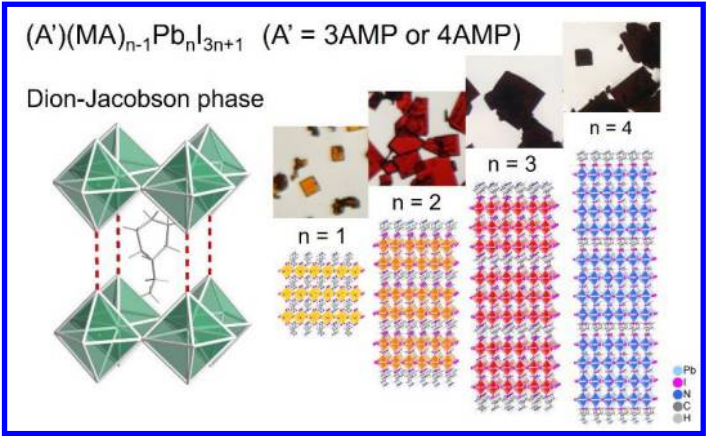 (A')(MA)n-1PbnI3n+1 (A' = 3AMP or 4AMP)
Dion-Jacobson phase
n = 1
n = 2
n = 3
n = 4
Pb
I
N
C
H